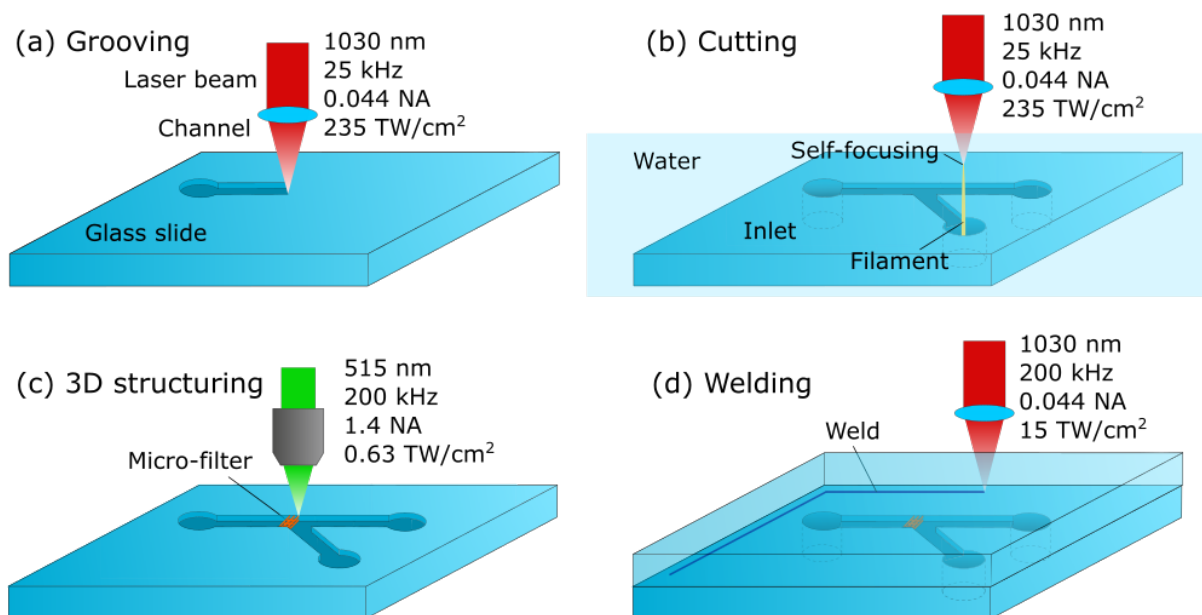 (a) Grooving
1030 nm
25 kHz
0.044 NA
235 TW/cm²
Laser beam
Channel
Glass slide
(b) Cutting
1030 nm
25 kHz
0.044 NA
235 TW/cm²
Water
Self-focusing
Inlet
Filament
(c) 3D structuring
515 nm
200 kHz
1.4 NA
0.63 TW/cm²
Micro-filter
(d) Welding
1030 nm
200 kHz
0.044 NA
15 TW/cm²
Weld